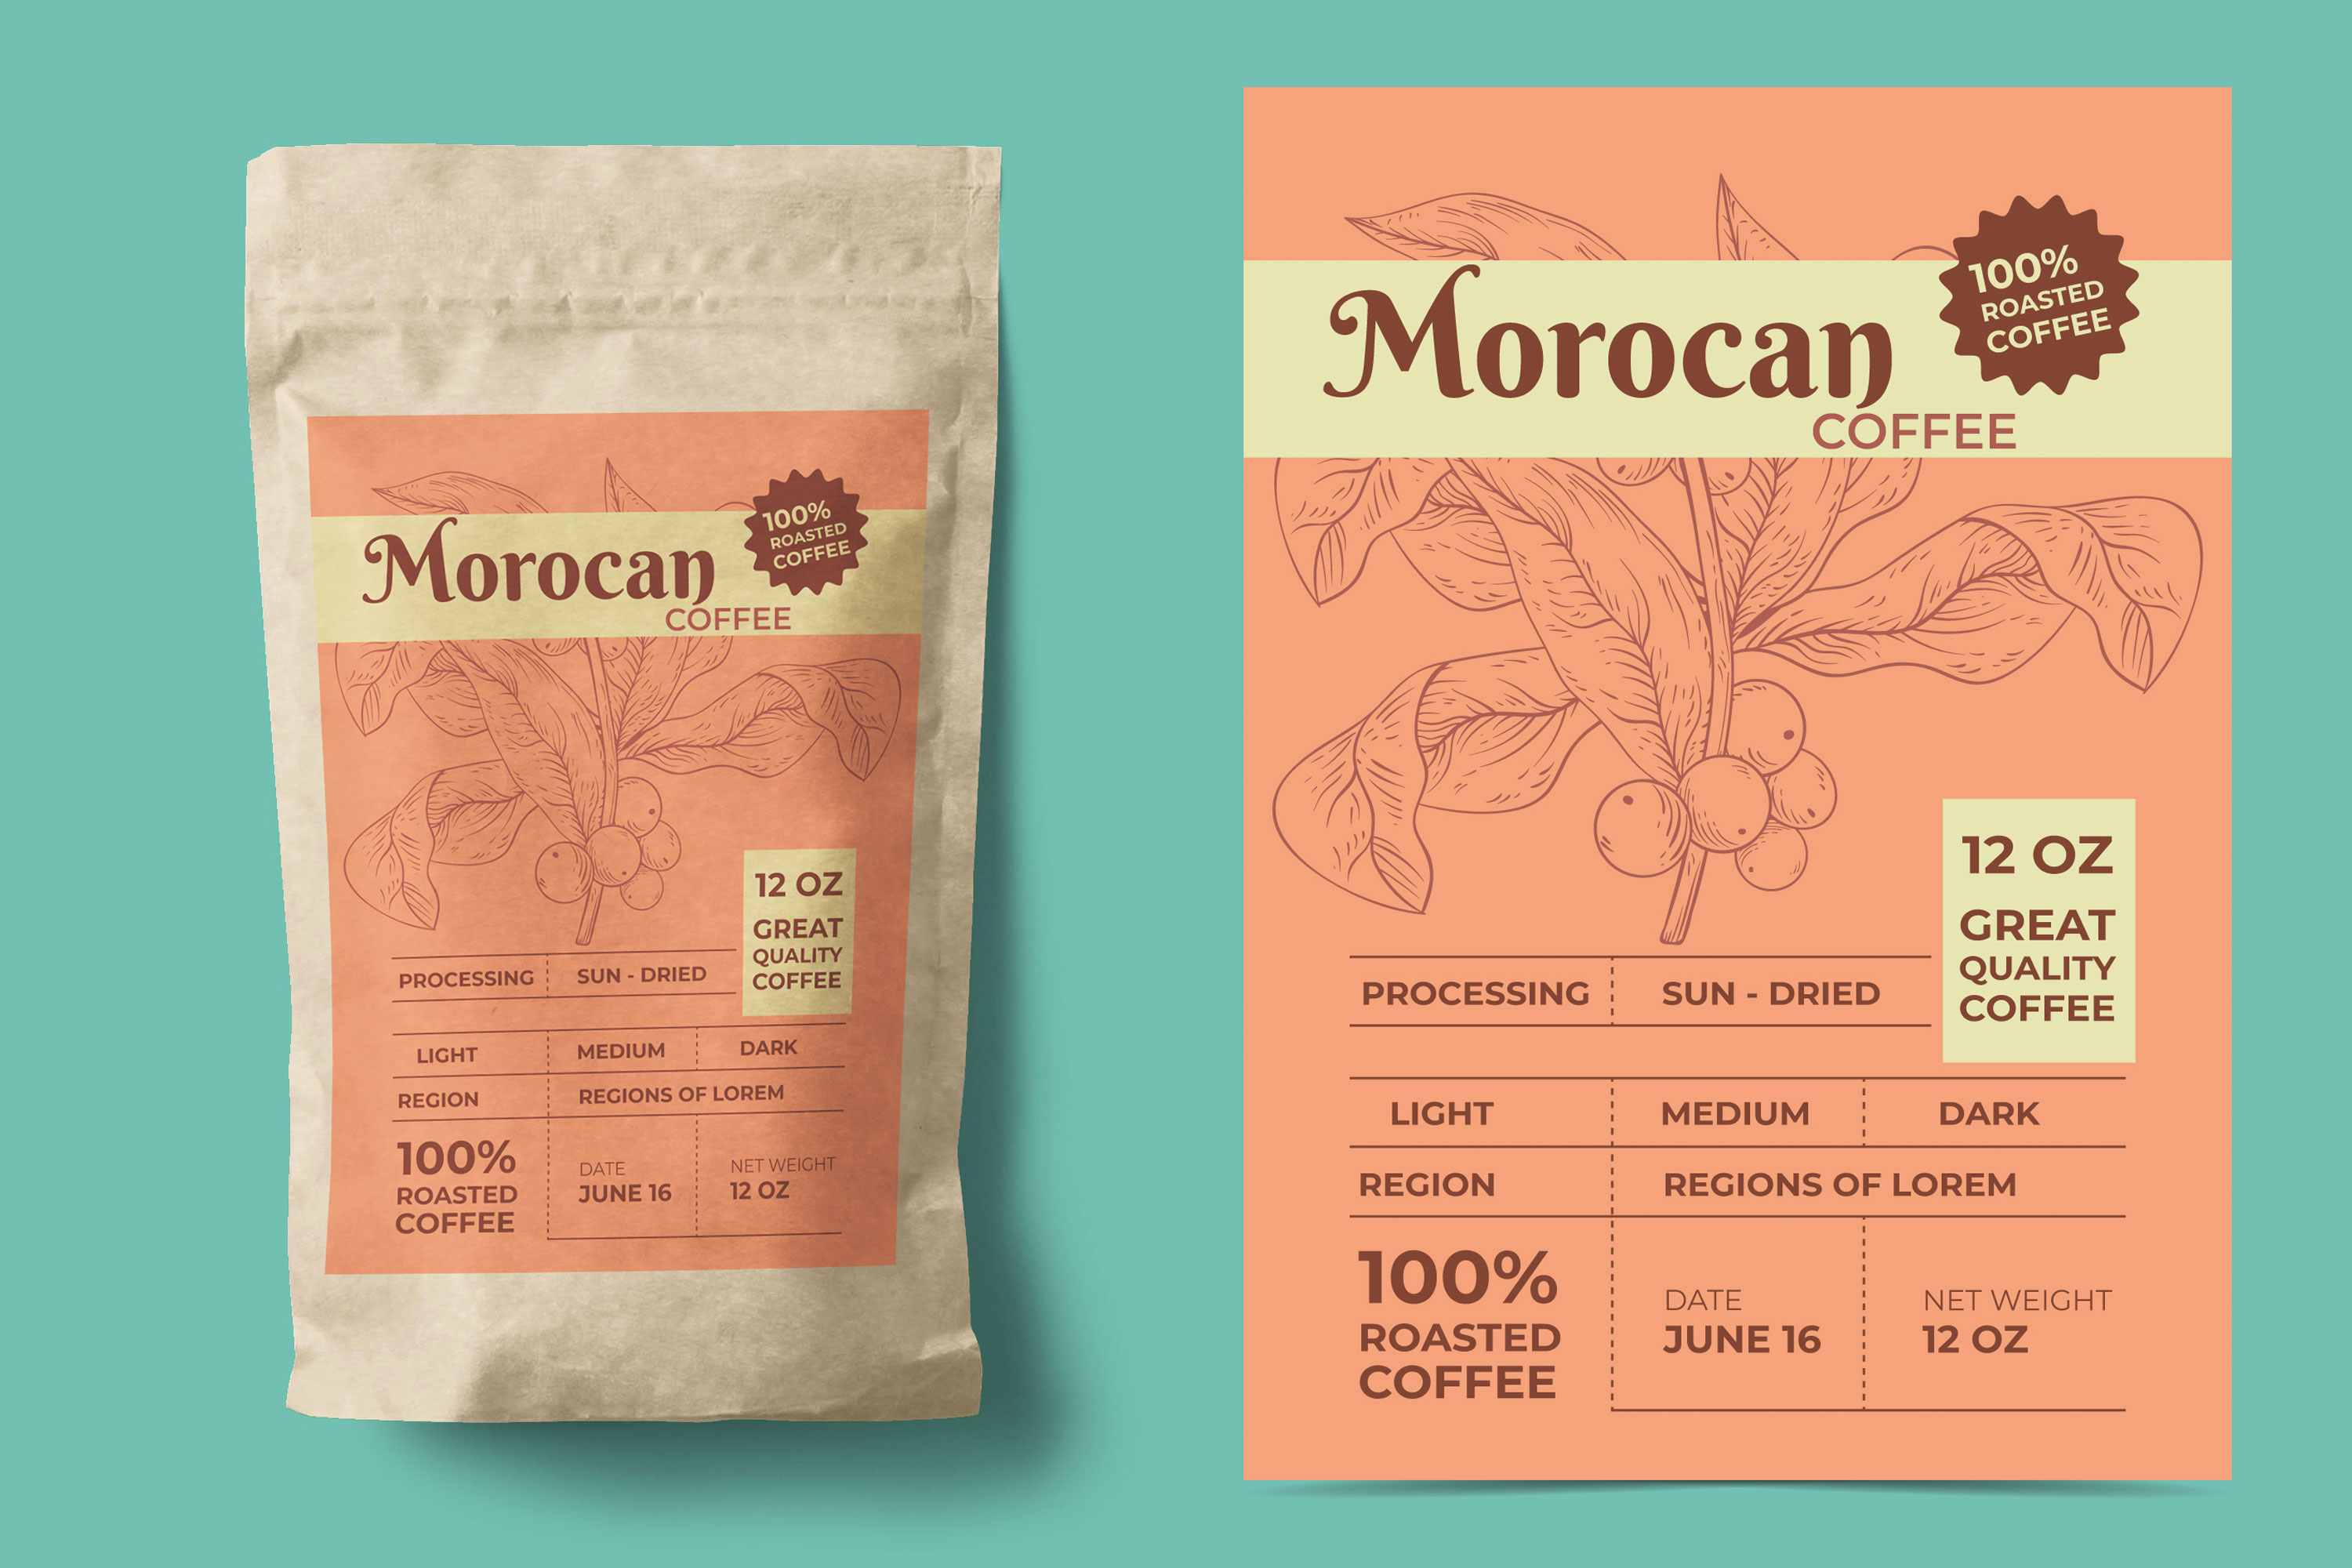 Morocan
COFFEE
100%
ROASTED
COFFEE
12 OZ
GREAT
QUALITY
COFFEE
PROCESSING SUN - DRIED
LIGHT MEDIUM DARK
REGION REGIONS OF LOREM
100%
ROASTED
COFFEE
DATE
JUNE 16
NET WEIGHT
12 OZ
Morocan
COFFEE
100%
ROASTED
COFFEE
12 OZ
GREAT
QUALITY
COFFEE
PROCESSING SUN - DRIED
LIGHT MEDIUM DARK
REGION REGIONS OF LOREM
100%
ROASTED
COFFEE
DATE
JUNE 16
NET WEIGHT
12 OZ